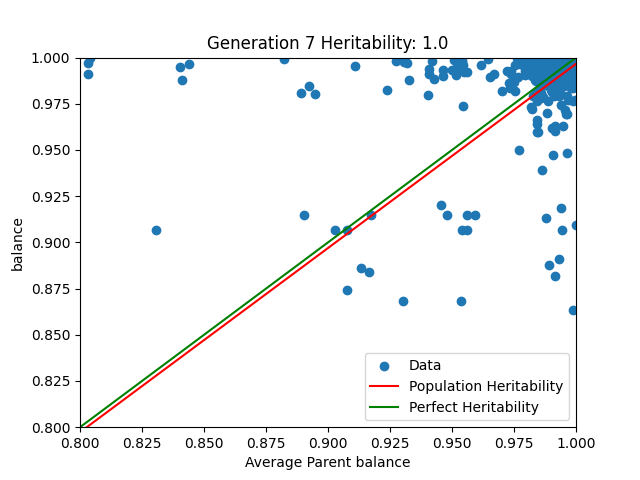 Generation 7 Heritability: 1.0
1.000
0.975
0.950
0.925
0.900
0.875
0.850
0.825
0.800
balance
Data
Population Heritability
Perfect Heritability
0.800 0.825 0.850 0.875 0.900 0.925 0.950 0.975 1.000
Average Parent balance